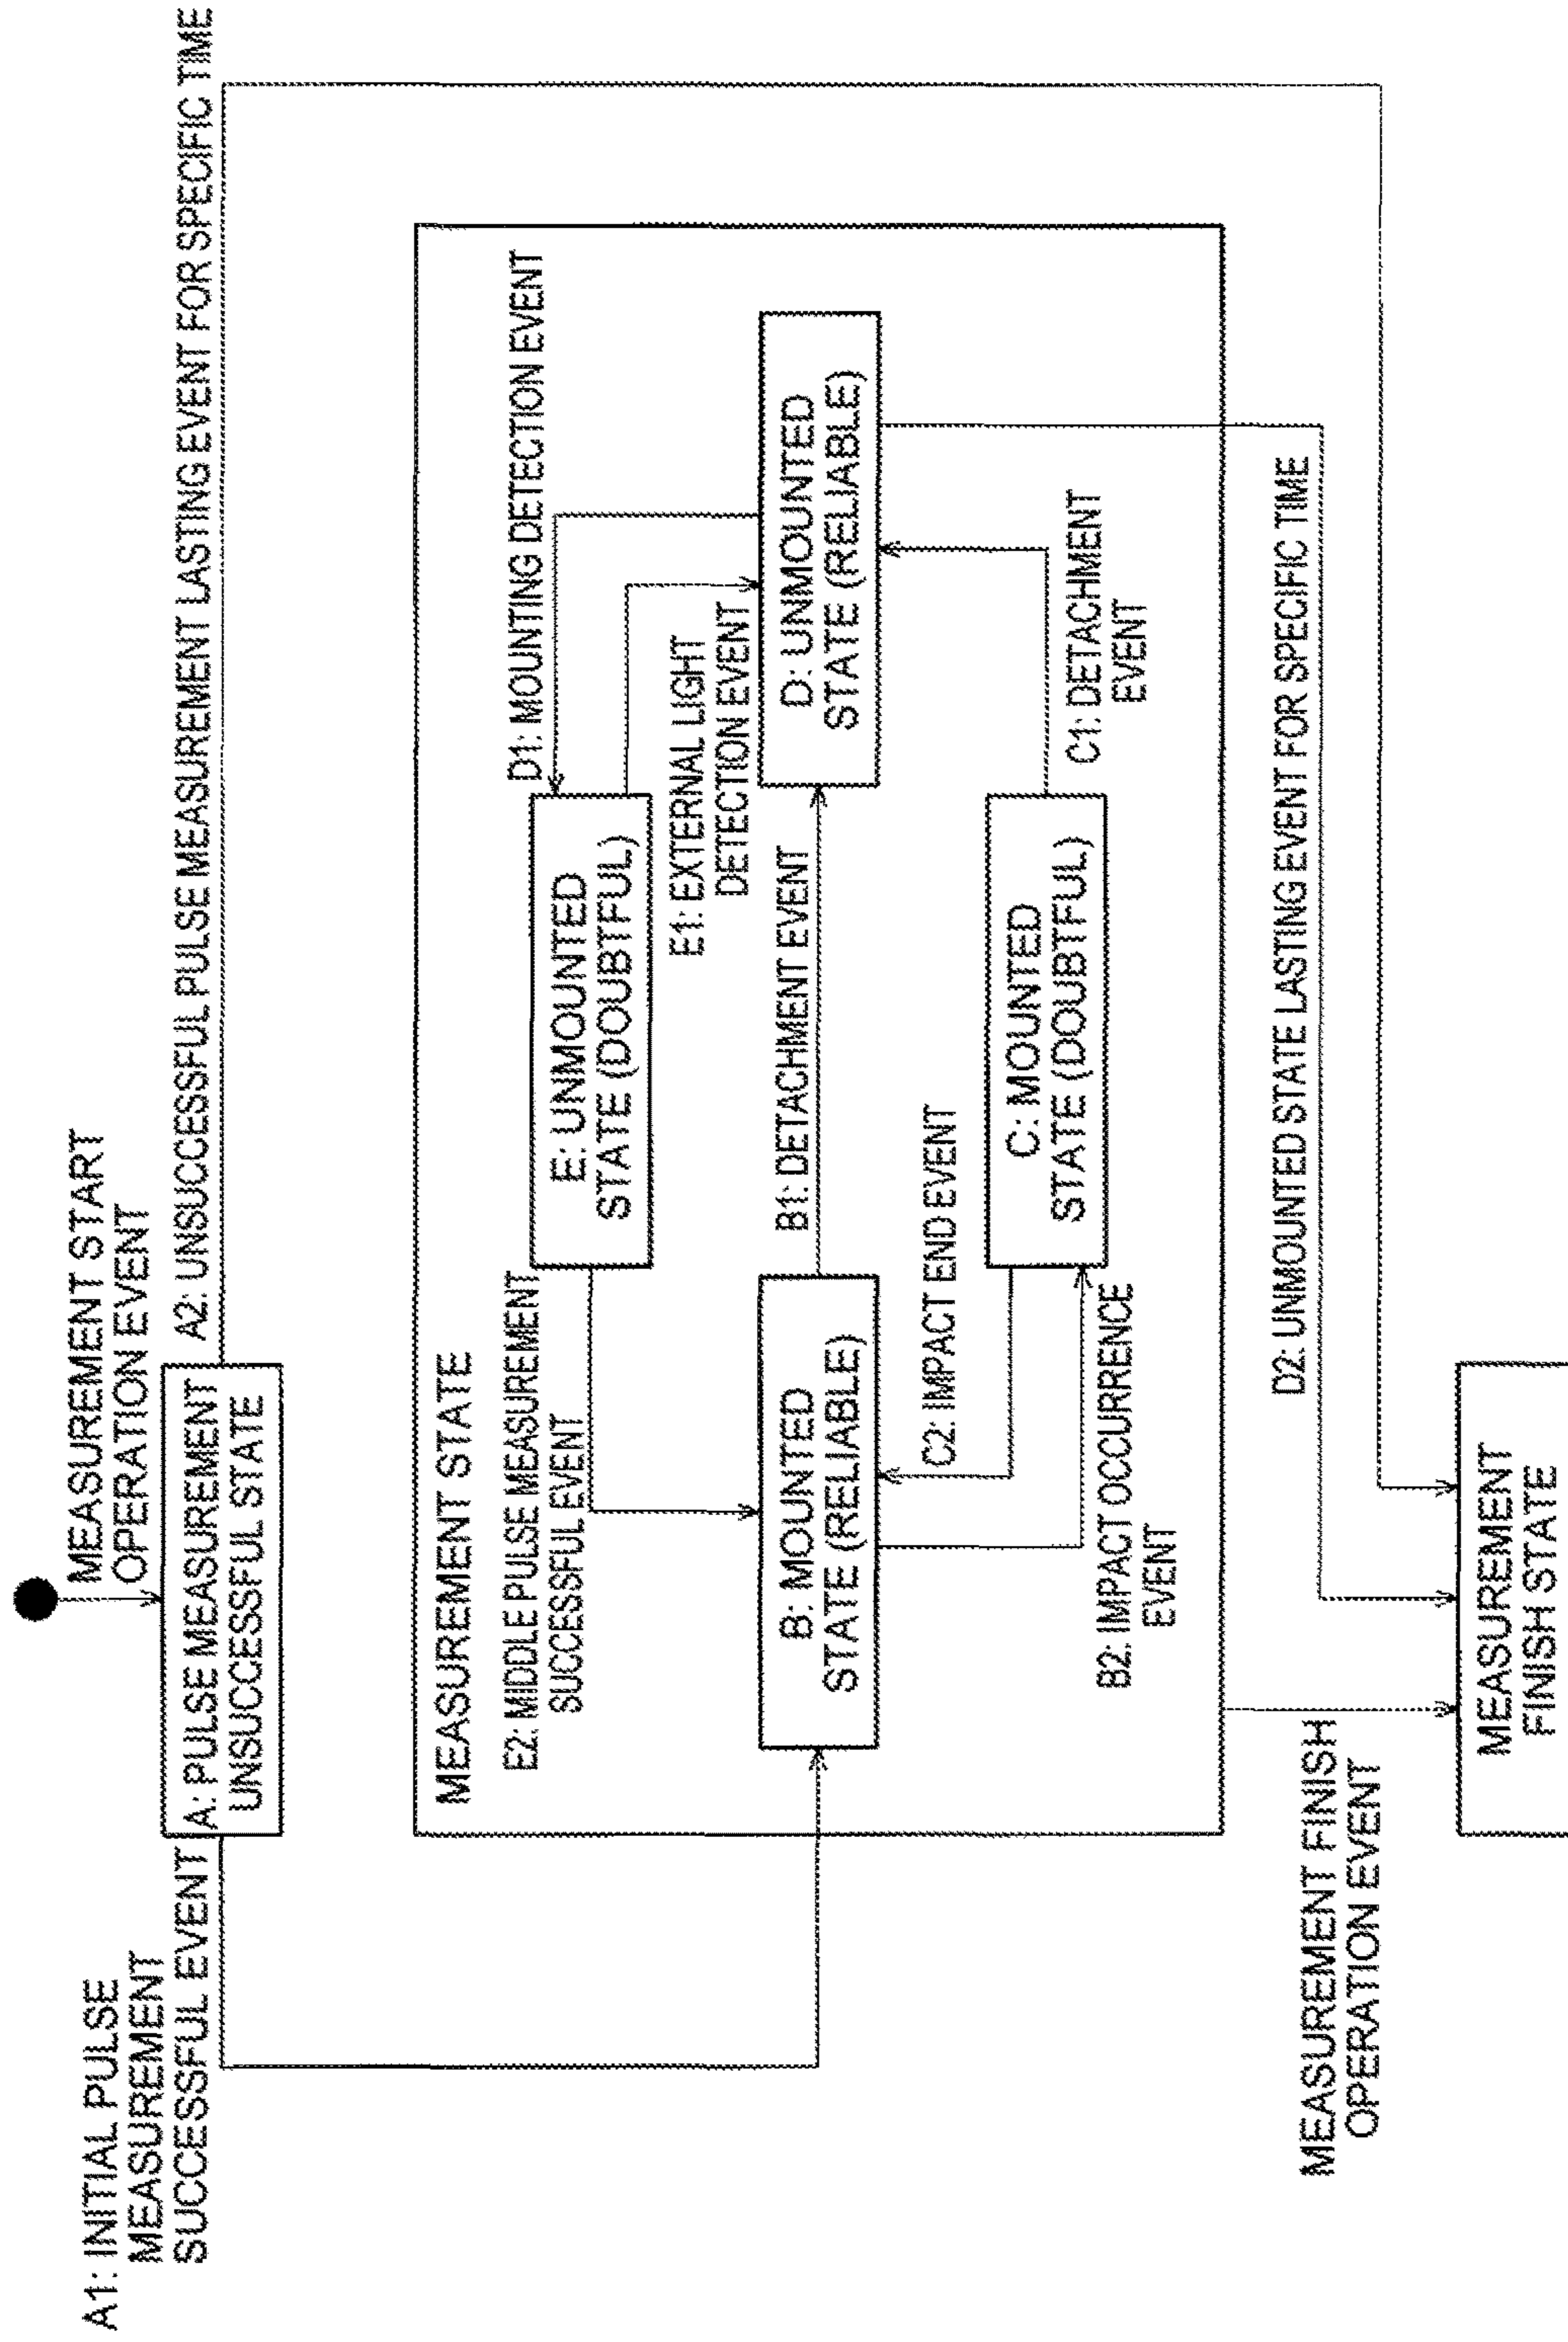 MEASUREMENT START
OPERATION EVENT
A1: INITIAL PULSE
MEASUREMENT
SUCCESSFUL EVENT
A: PULSE MEASUREMENT
UNSUCCESSFUL STATE
A2: UNSUCCESSFUL PULSE MEASUREMENT LASTING EVENT FOR SPECIFIC TIME
MEASUREMENT STATE
E2: MIDDLE PULSE MEASUREMENT
SUCCESSFUL EVENT
E: UNMOUNTED
STATE (DOUBTFUL)
D1: MOUNTING DETECTION EVENT
E1: EXTERNAL LIGHT
DETECTION EVENT
B: MOUNTED
STATE (RELIABLE)
B1: DETACHMENT EVENT
D: UNMOUNTED
STATE (RELIABLE)
C2: IMPACT END EVENT
B2: IMPACT OCCURRENCE
EVENT
C: MOUNTED
STATE (DOUBTFUL)
C1: DETACHMENT
EVENT
D2: UNMOUNTED STATE LASTING EVENT FOR SPECIFIC TIME
MEASUREMENT FINISH
OPERATION EVENT
MEASUREMENT
FINISH STATE